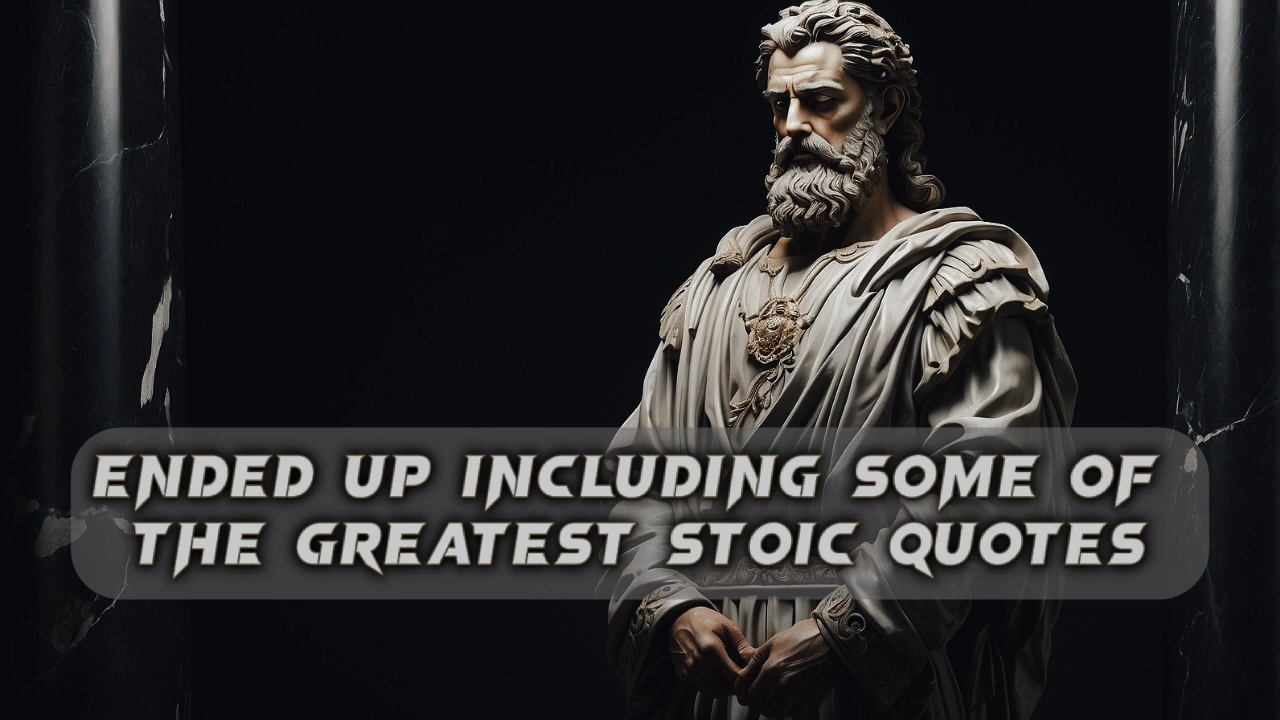 ENDED UP INCLUDING SOME OF
THE GREATEST STOIC QUOTES